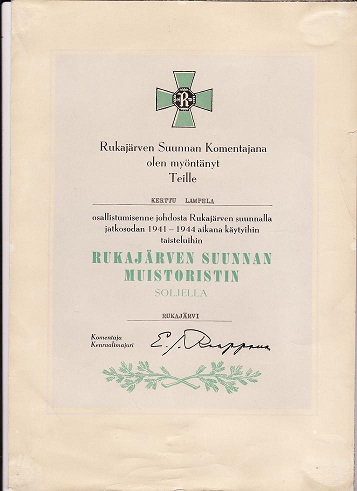 R
Rukajärven Suunnan Komentajana
olen myöntänyt
Teille
KERTTU LAMPELA
osallistumisenne johdosta Rukajärven suunnalla
jatkosodan 1941 – 1944 aikana käytyihin
taisteluihin
RUKAJÄRVEN SUUNNAN
MUISTORISTIN
SOLJELLA
RUKAJÄRVI
Komentaja
Kenraalimajuri
E. J. Raappana